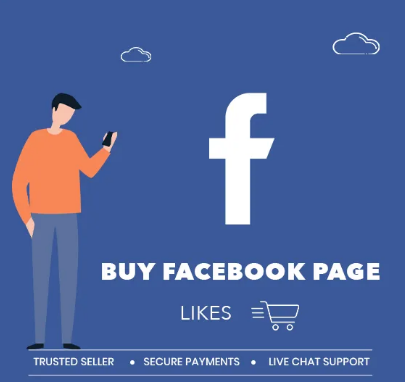 BUY FACEBOOK PAGE
LIKES
TRUSTED SELLER • SECURE PAYMENTS • LIVE CHAT SUPPORT